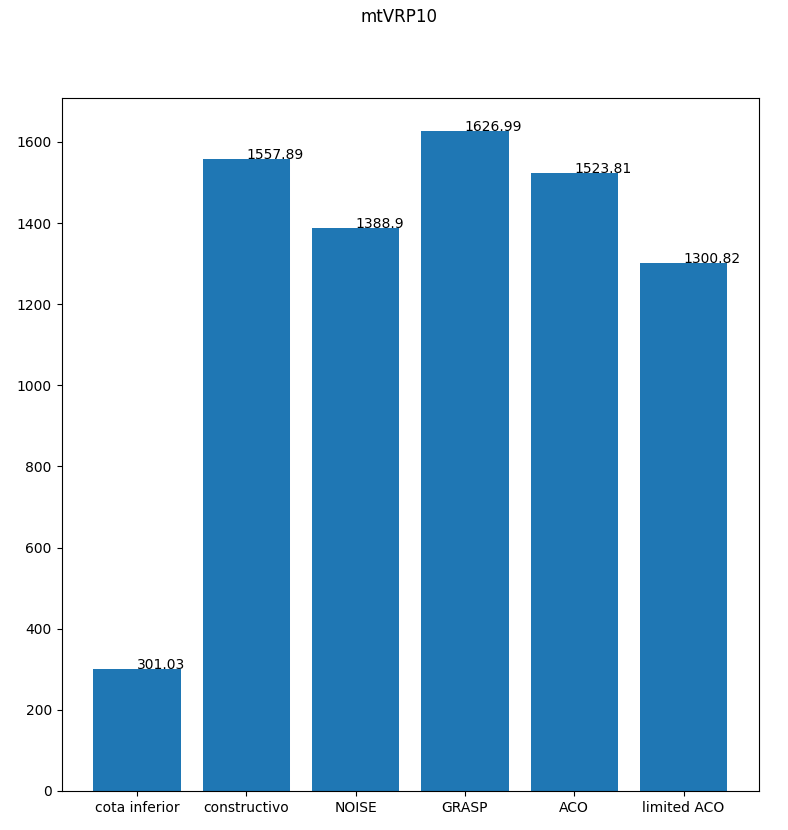 mtVRP10
1600
1400
1200
1000
800
600
400
200
0
301.03
1557.89
1388.9
1626.99
1523.81
1300.82
cota inferior
constructivo
NOISE
GRASP
ACO
limited ACO